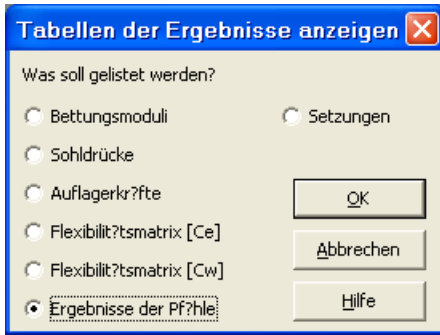 Tabellen der Ergebnisse anzeigen
Was soll gelistet werden?
Bettungsmoduli
Setzungen
Sohldrücke
Auflagerkr?fte
Flexibilit?tsmatrix [Ce]
Flexibilit?tsmatrix [Cw]
Ergebnisse der Pf?hle
OK
Abbrechen
Hilfe